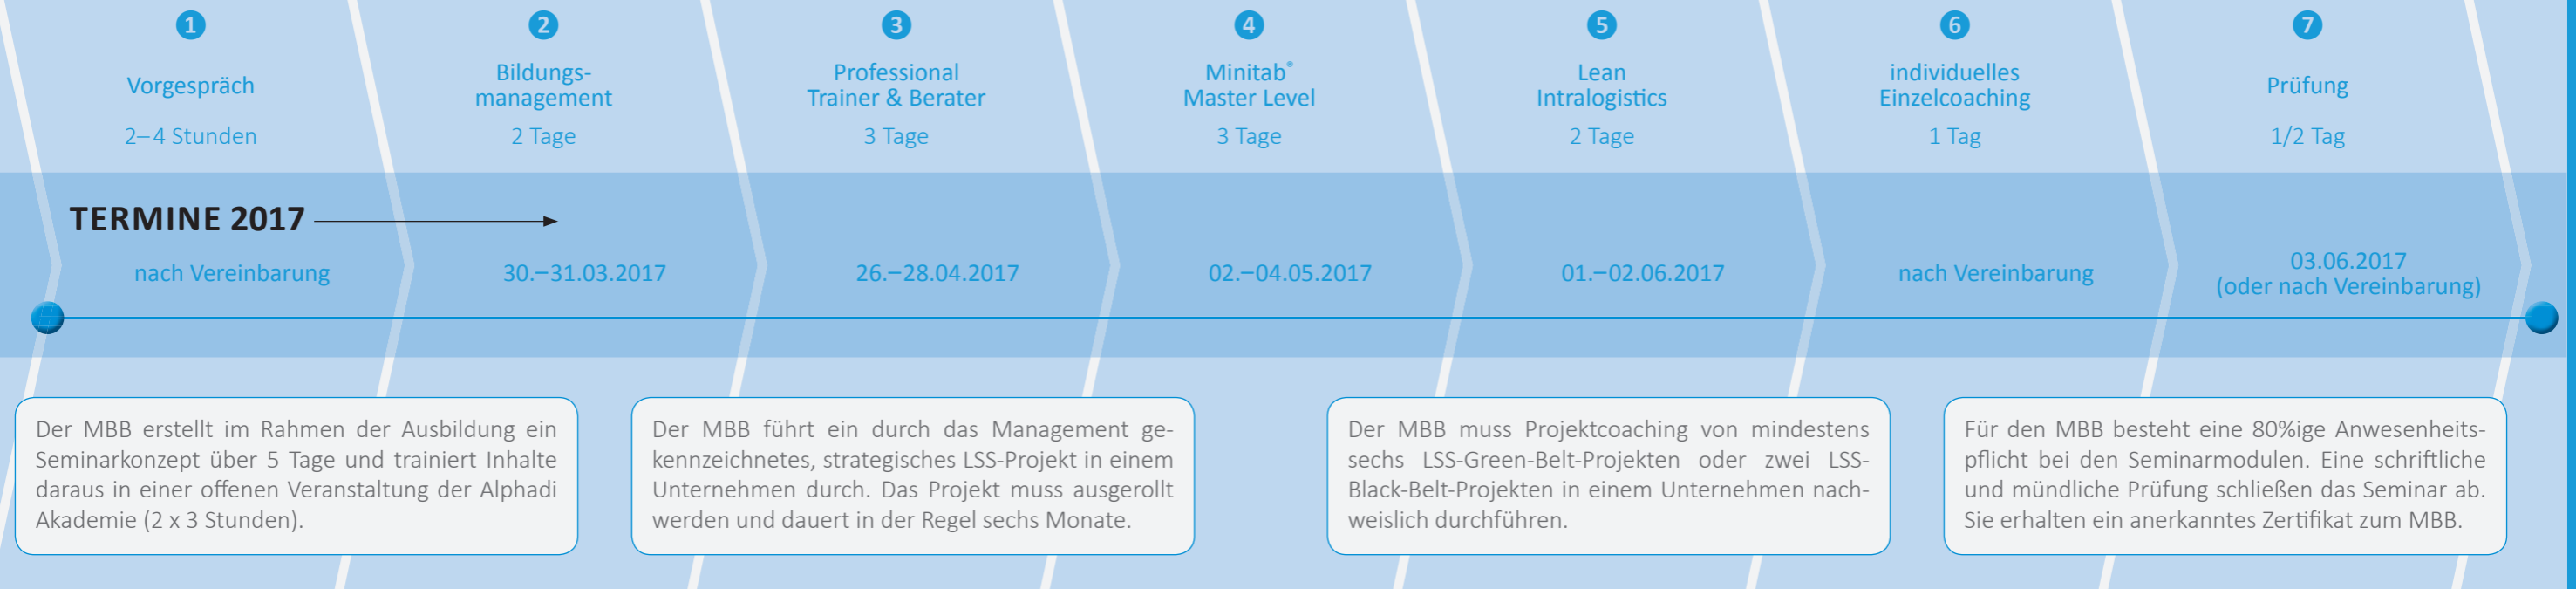 1
Vorgespräch
2–4 Stunden
2
Bildungs-
management
2 Tage
3
Professional
Trainer & Berater
3 Tage
4
Minitab®
Master Level
3 Tage
5
Lean
Intralogistics
2 Tage
6
individuelles
Einzelcoaching
1 Tag
7
Prüfung
1/2 Tag
TERMINE 2017
nach Vereinbarung
30.–31.03.2017
26.–28.04.2017
02.–04.05.2017
01.–02.06.2017
nach Vereinbarung
03.06.2017
(oder nach Vereinbarung)
Der MBB erstellt im Rahmen der Ausbildung ein
Seminarkonzept über 5 Tage und trainiert Inhalte
daraus in einer offenen Veranstaltung der Alphadi
Akademie (2 x 3 Stunden).
Der MBB führt ein durch das Management ge-
kennzeichnetes, strategisches LSS-Projekt in einem
Unternehmen durch. Das Projekt muss ausgerollt
werden und dauert in der Regel sechs Monate.
Der MBB muss Projektcoaching von mindestens
sechs LSS-Green-Belt-Projekten oder zwei LSS-
Black-Belt-Projekten in einem Unternehmen nach-
weislich durchführen.
Für den MBB besteht eine 80%ige Anwesenheits-
pflicht bei den Seminarmodulen. Eine schriftliche
und mündliche Prüfung schließen das Seminar ab.
Sie erhalten ein anerkanntes Zertifikat zum MBB.